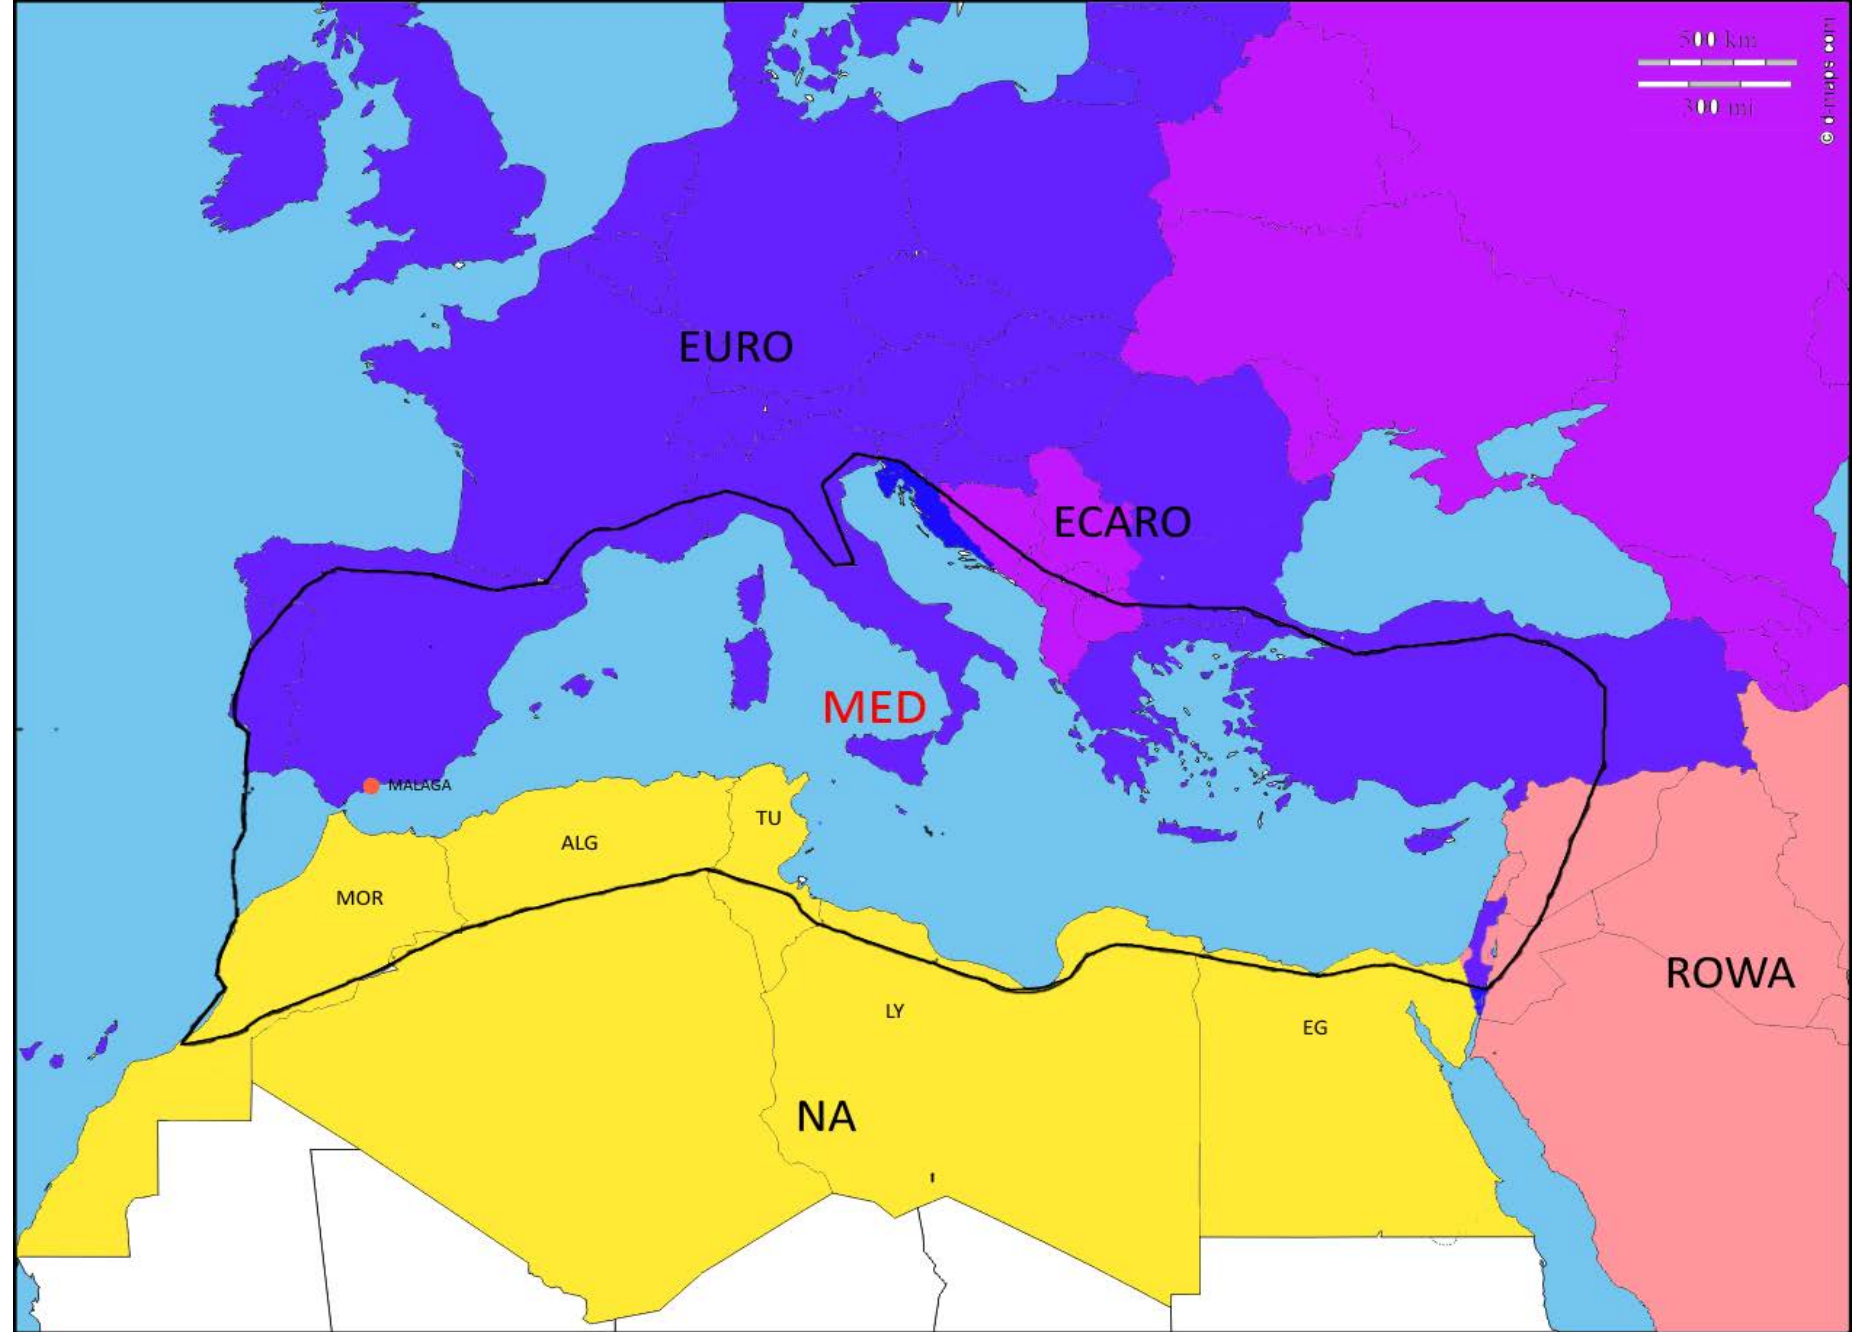 500 km
300 mi
© d-maps.com
EURO
ECARO
MED
MALAGA
TU
ALG
MOR
ROWA
LY
EG
NA